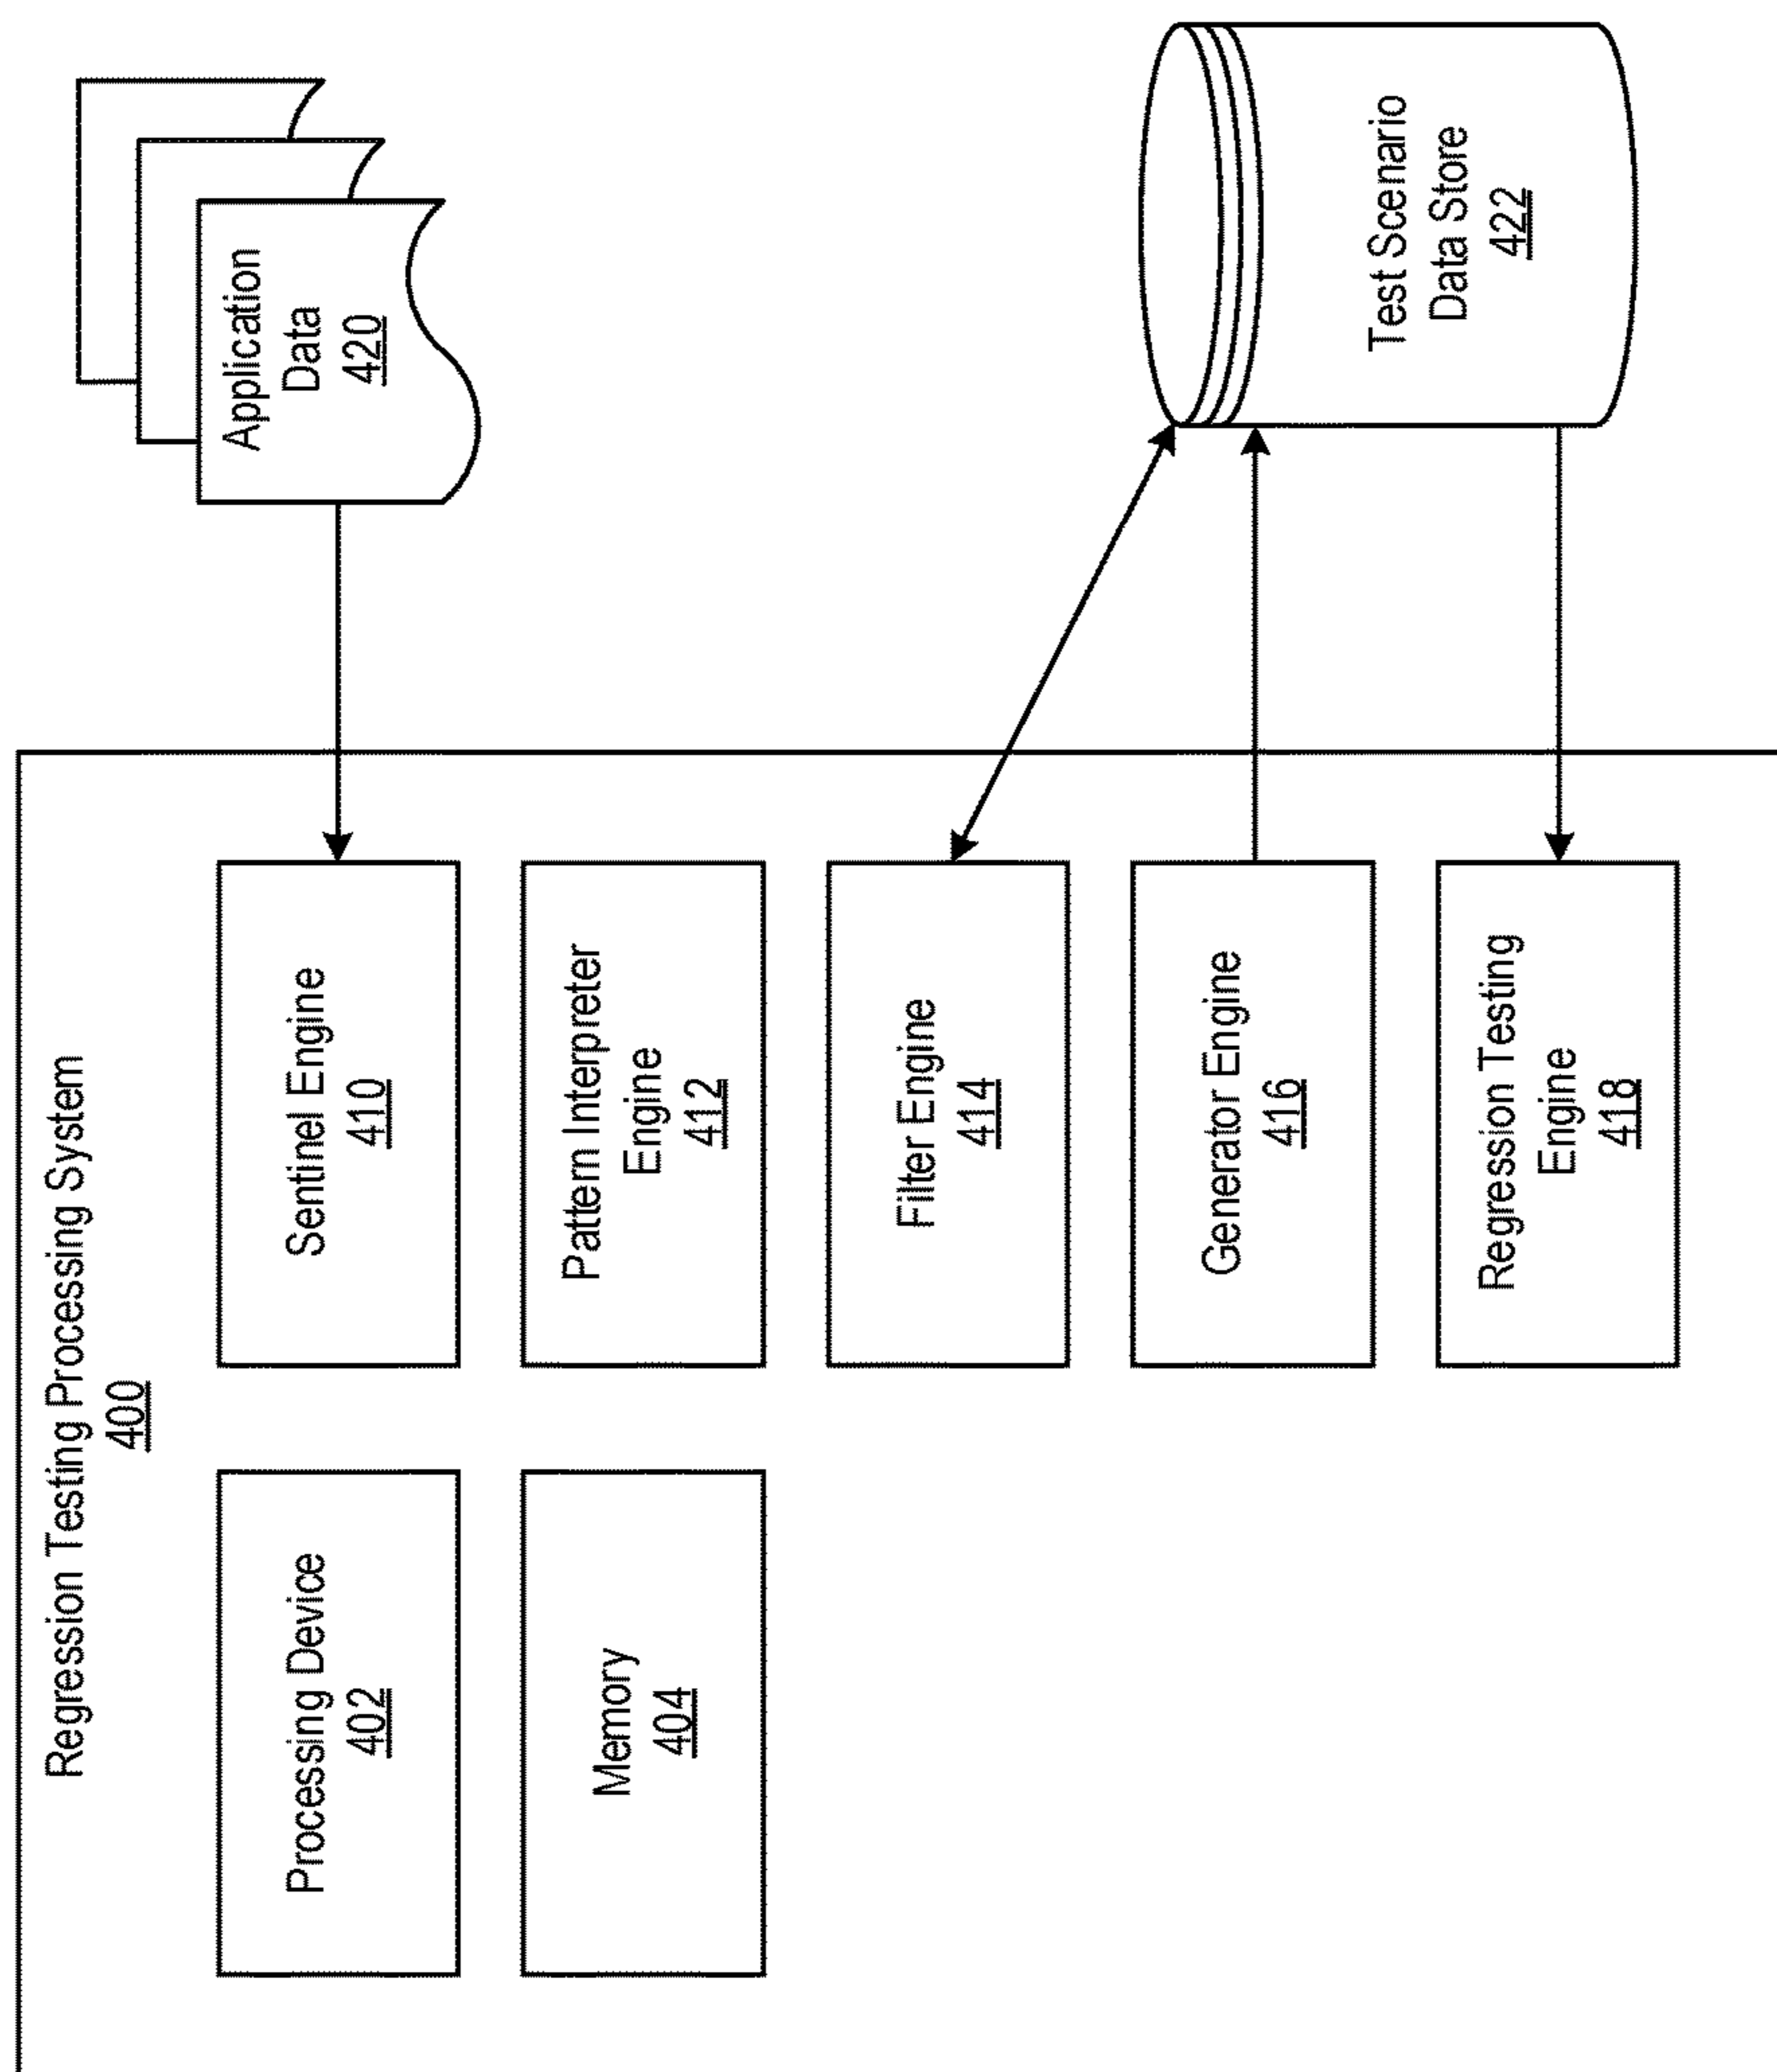 Regression Testing Processing System
400
Processing Device
402
Memory
404
Sentinel Engine
410
Pattern Interpreter
Engine
412
Filter Engine
414
Generator Engine
416
Regression Testing
Engine
418
Application
Data
420
Test Scenario
Data Store
422